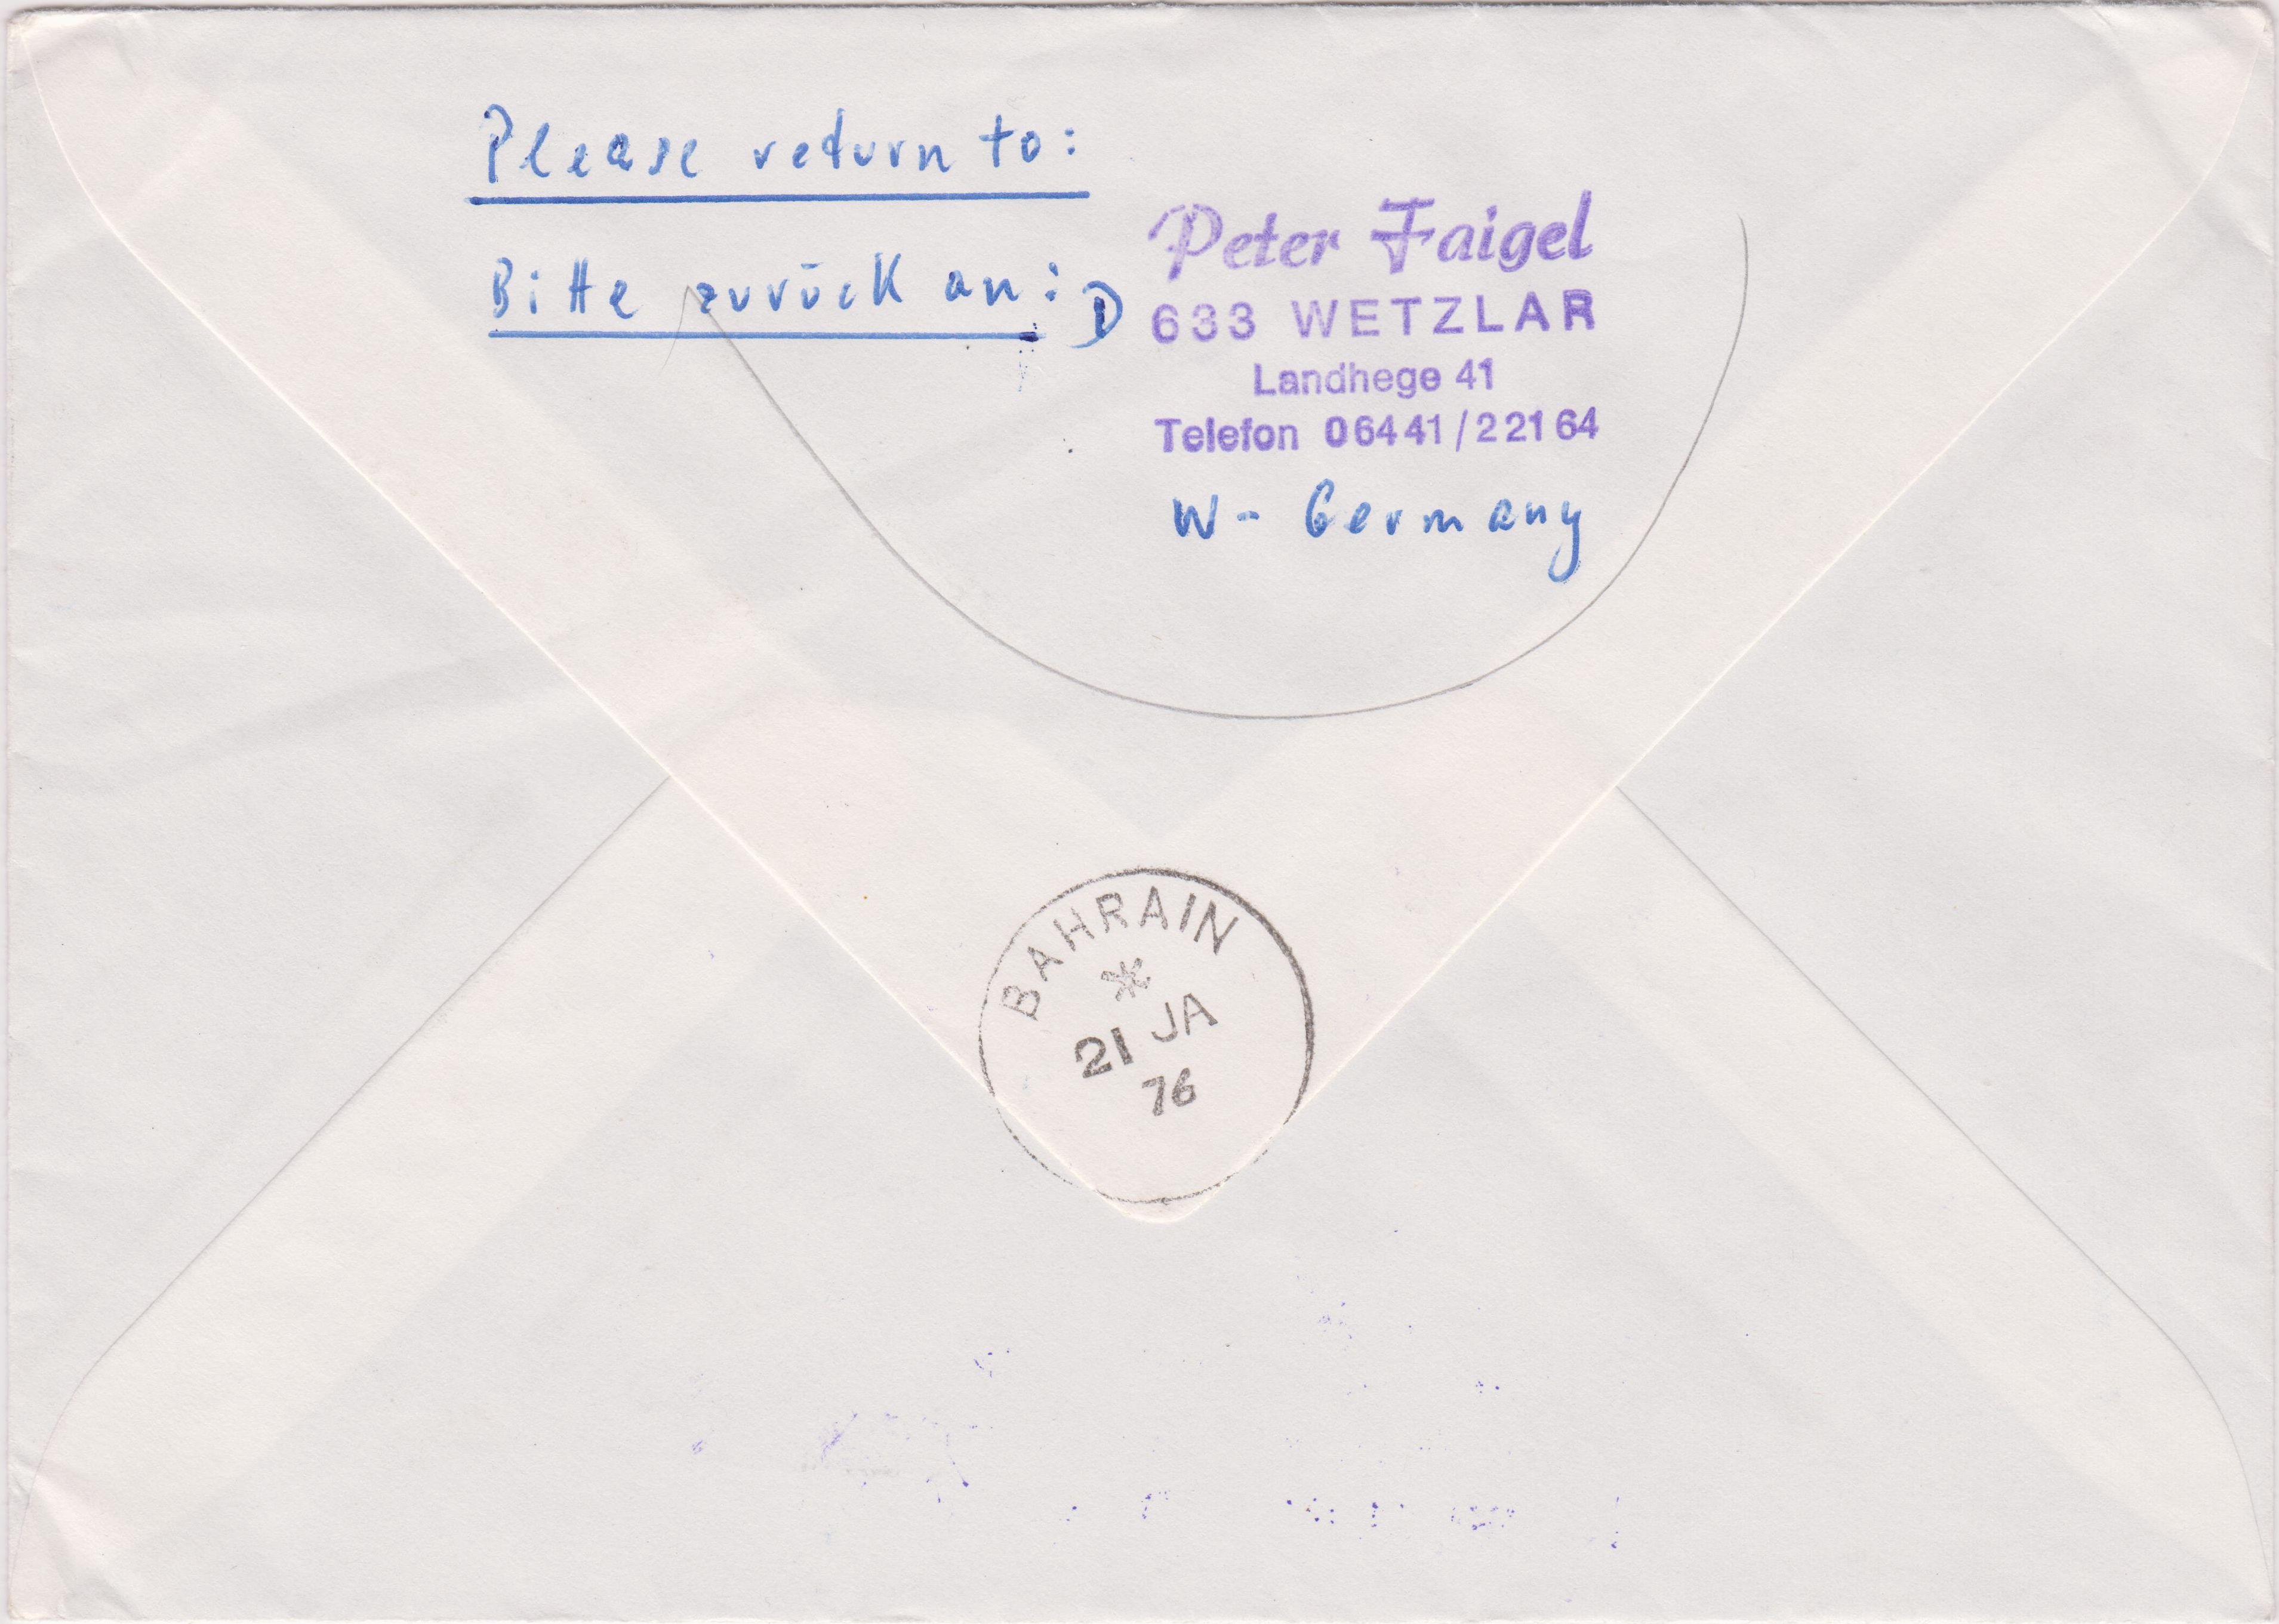 Please return to:
Bitte zurück an: D
Peter Faigel
633 WETZLAR
Landhege 41
Telefon 06441/22164
W-Germany
BAHRAIN
21 JA
76